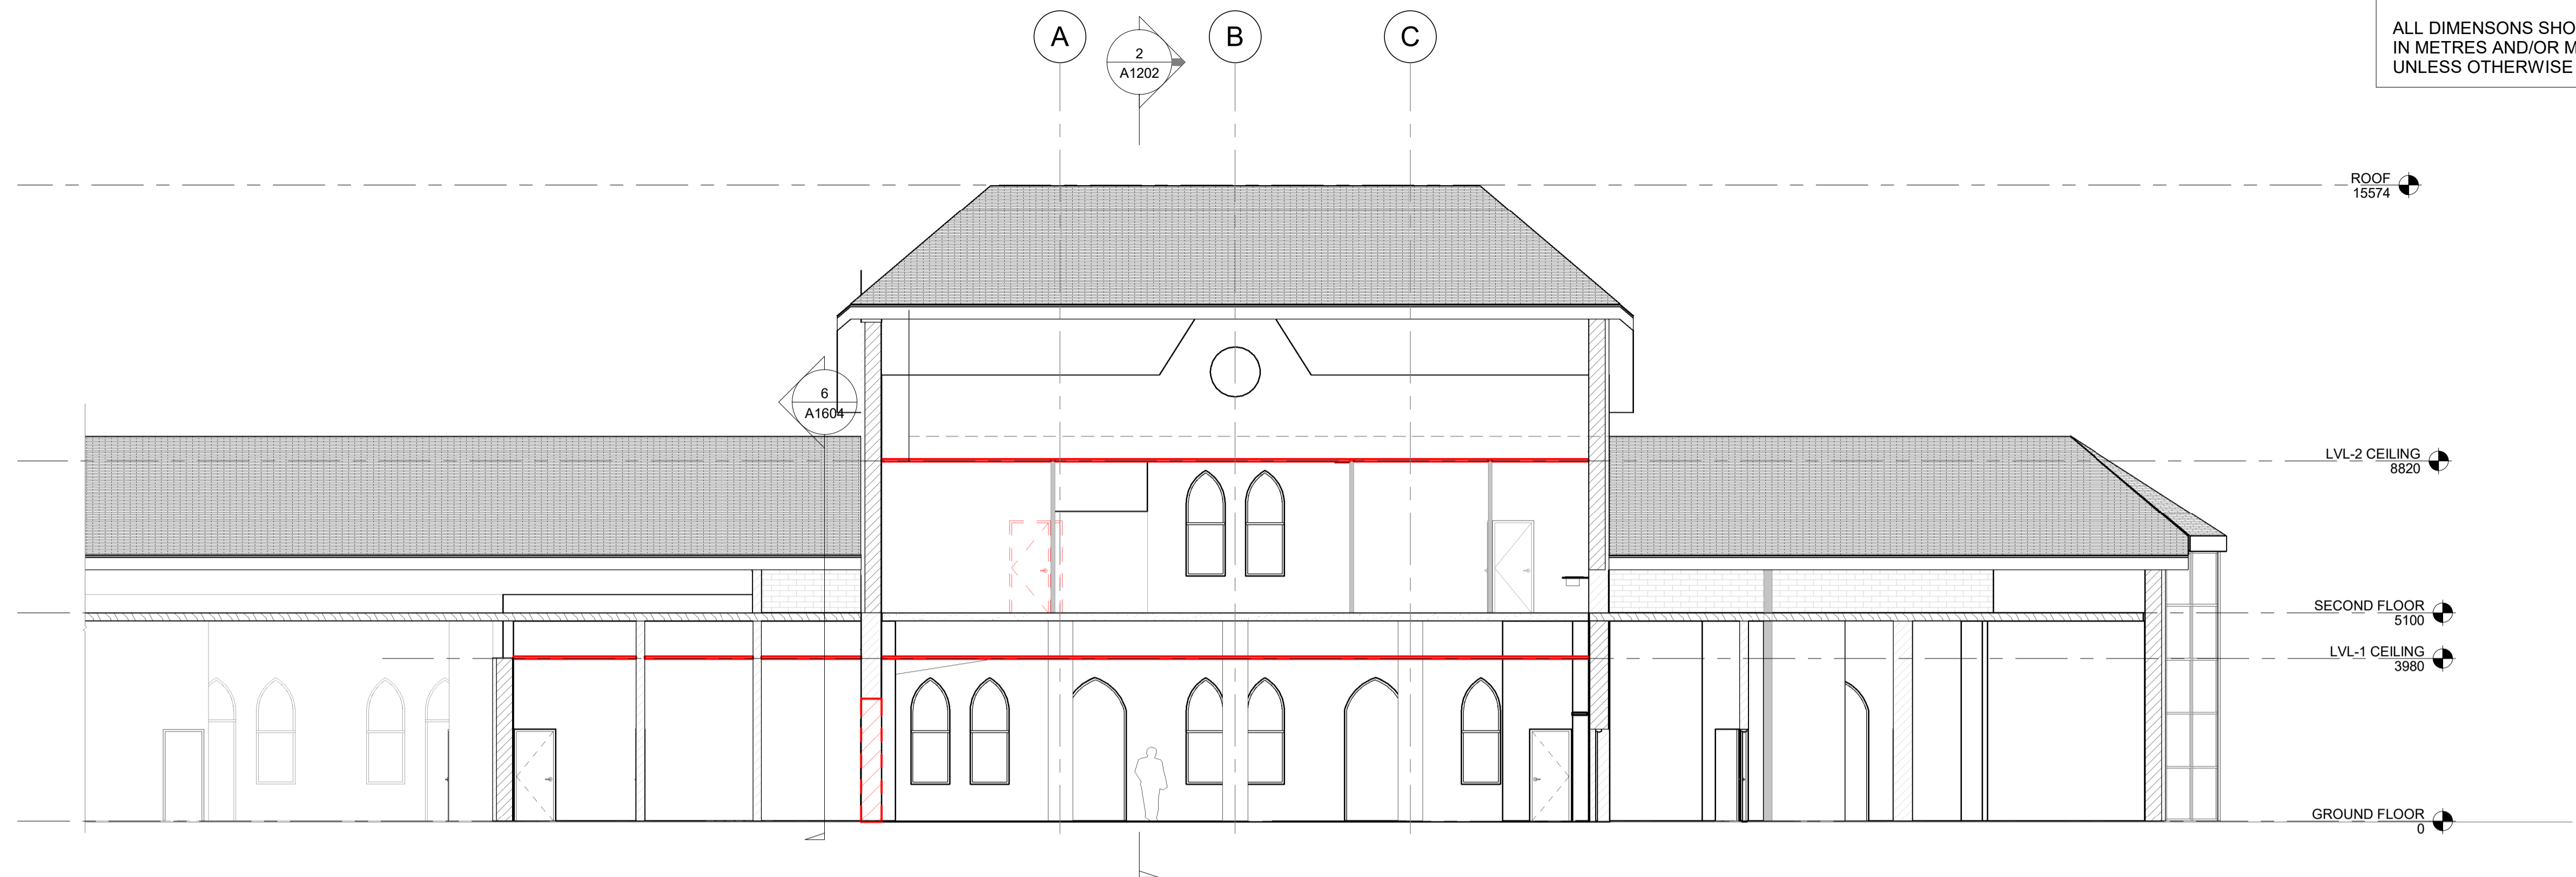 A
B
C
2
A1202
ALL DIMENSONS SHO
IN METRES AND/OR M
UNLESS OTHERWISE
ROOF
15574
6
A1604
LVL-2 CEILING
8820
SECOND FLOOR
5100
LVL-1 CEILING
3980
GROUND FLOOR
0